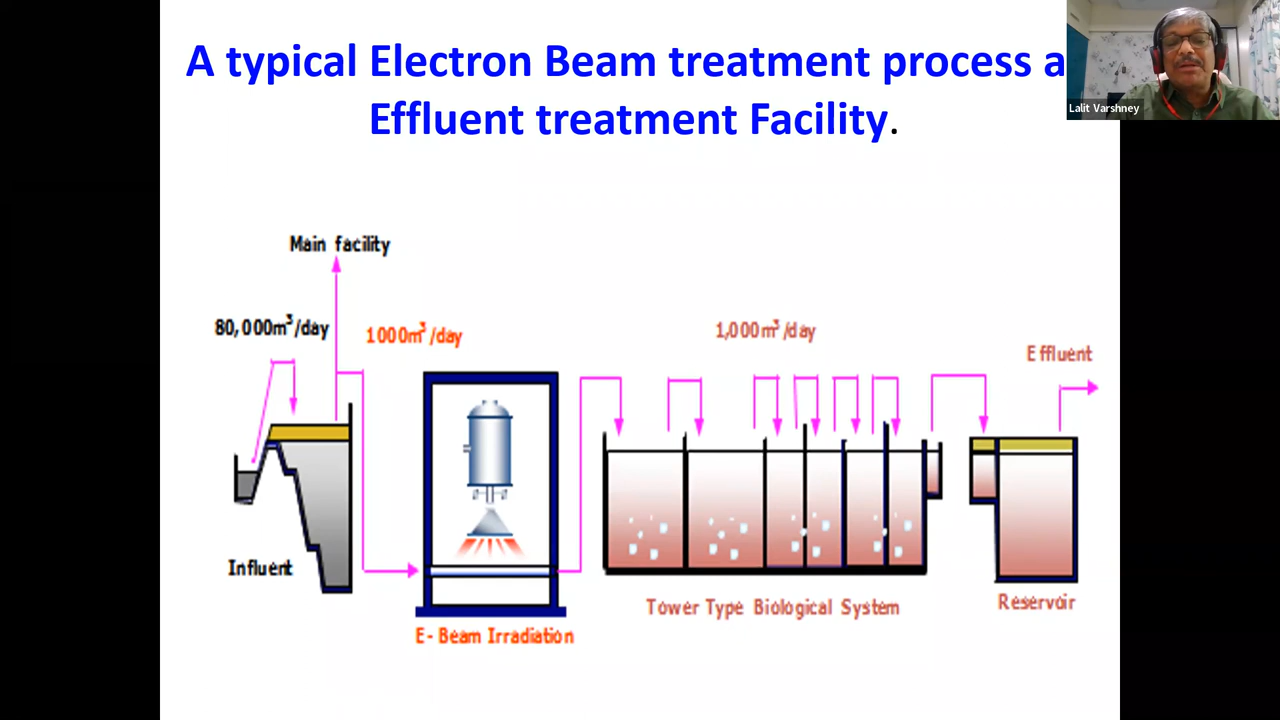 A typical Electron Beam treatment process a
Effluent treatment Facility.
Lalit Varshney
Main facility
80,000m³/day
1000m³/day
1,000m³/day
Effluent
Influent
Tower Type Biological System
Reservoir
E- Beam Irradiation